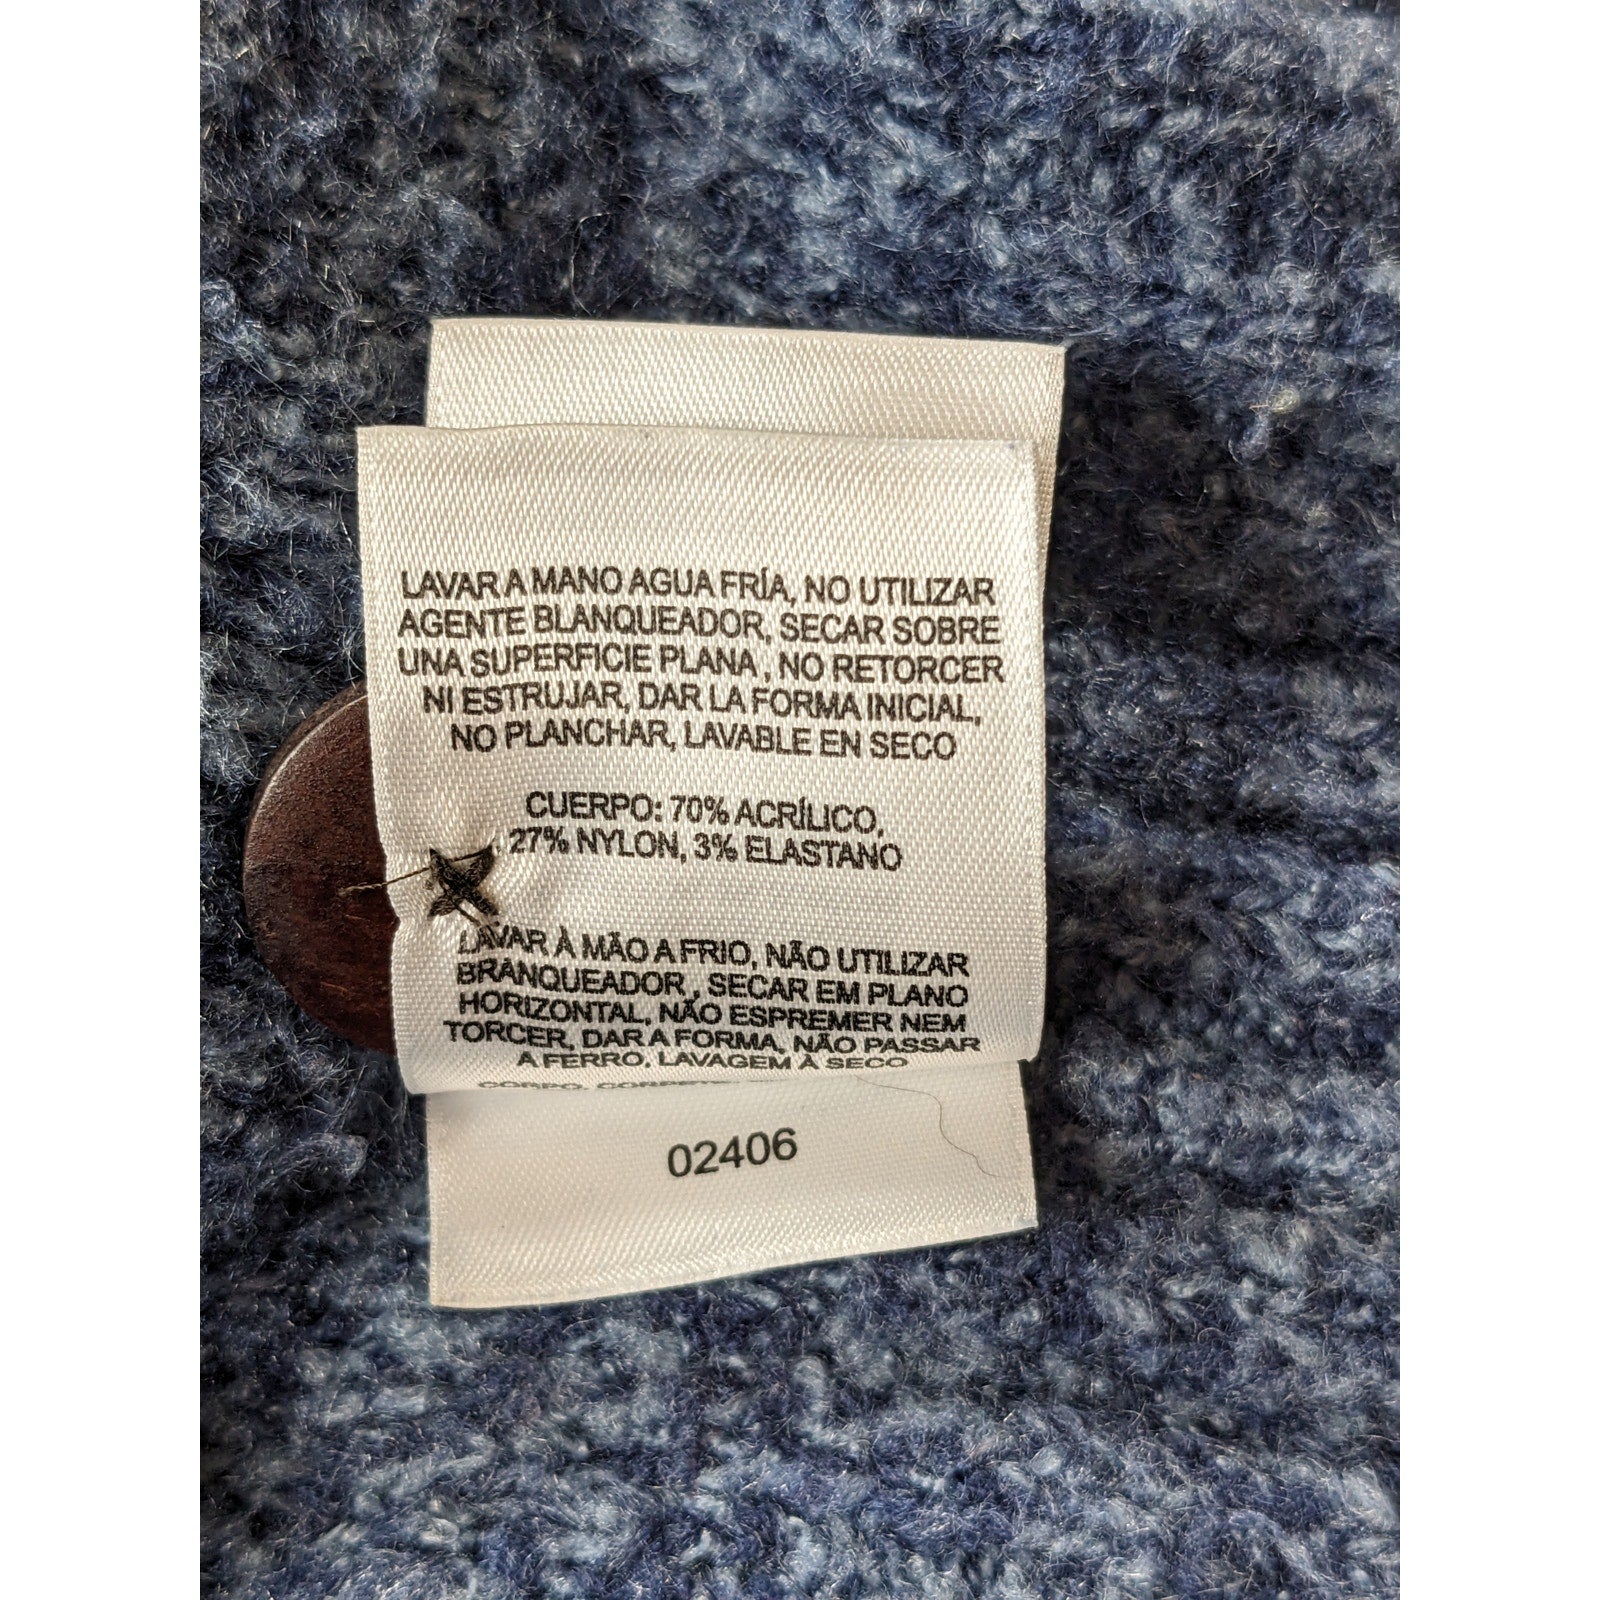 LAVAR A MANO AGUA FRÍA, NO UTILIZAR
AGENTE BLANQUEADOR, SECAR SOBRE
UNA SUPERFICIE PLANA , NO RETORCER
NI ESTRUJAR, DAR LA FORMA INICIAL,
NO PLANCHAR, LAVABLE EN SECO
CUERPO: 70% ACRÍLICO,
27% NYLON, 3% ELASTANO
LAVAR À MÃO A FRIO, NÃO UTILIZAR
BRANQUEADOR , SECAR EM PLANO
HORIZONTAL, NÃO ESPREMER NEM
TORCER, DAR A FORMA, NÃO PASSAR
A FERRO, LAVAGEM À SECO
02406